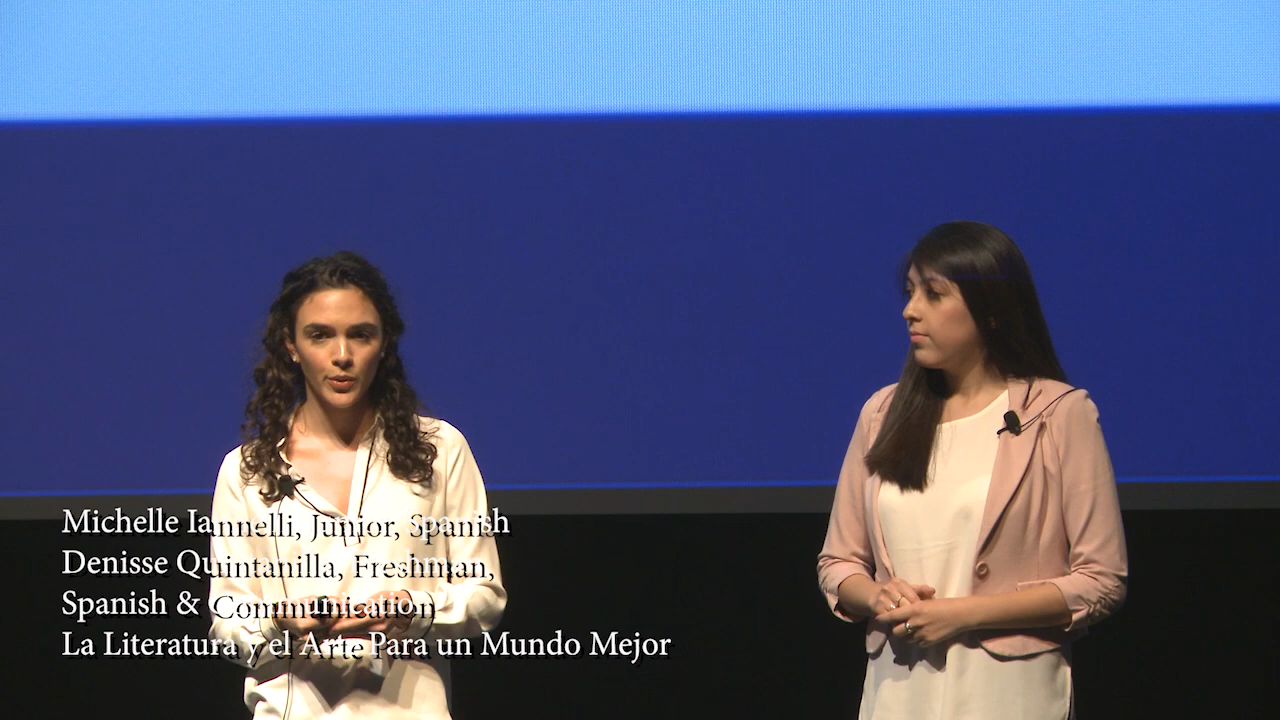 Michelle Iannelli, Junior, Spanish
Denisse Quintanilla, Freshman,
Spanish & Communication
La Literatura y el Arte Para un Mundo Mejor